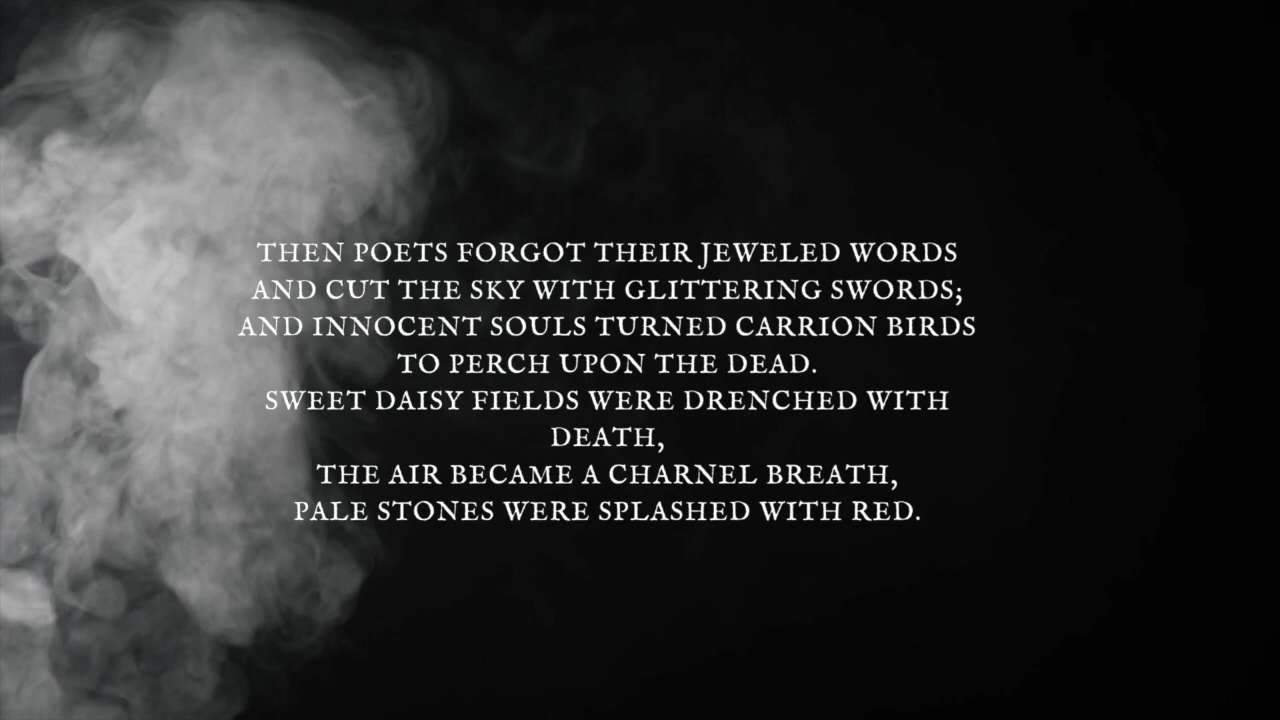 THEN POETS FORGOT THEIR JEWELED WORDS
AND CUT THE SKY WITH GLITTERING SWORDS;
AND INNOCENT SOULS TURNED CARRION BIRDS
TO PERCH UPON THE DEAD.
SWEET DAISY FIELDS WERE DRENCHED WITH
DEATH,
THE AIR BECAME A CHARNEL BREATH,
PALE STONES WERE SPLASHED WITH RED.